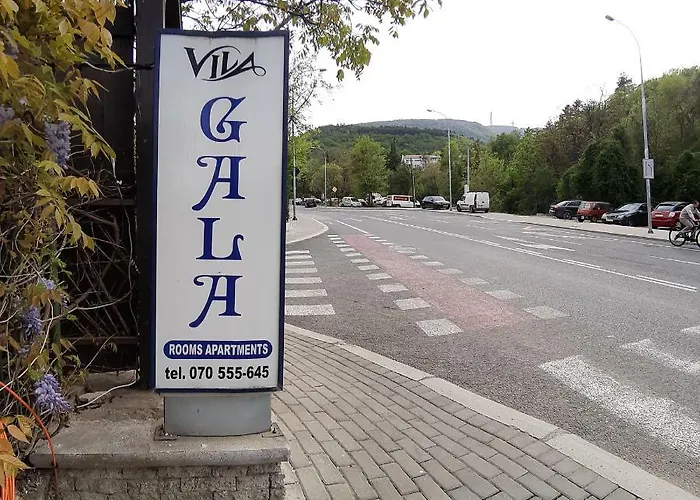 VILA
G
A
L
A
ROOMS APARTMENTS
tel. 070 555-645